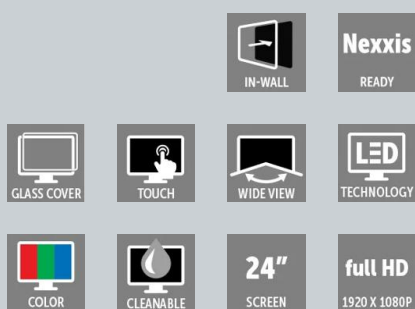 IN-WALL
Nexxis
READY
GLASS COVER
TOUCH
WIDE VIEW
LED
TECHNOLOGY
COLOR
CLEANABLE
24"
SCREEN
full HD
1920 X 1080P